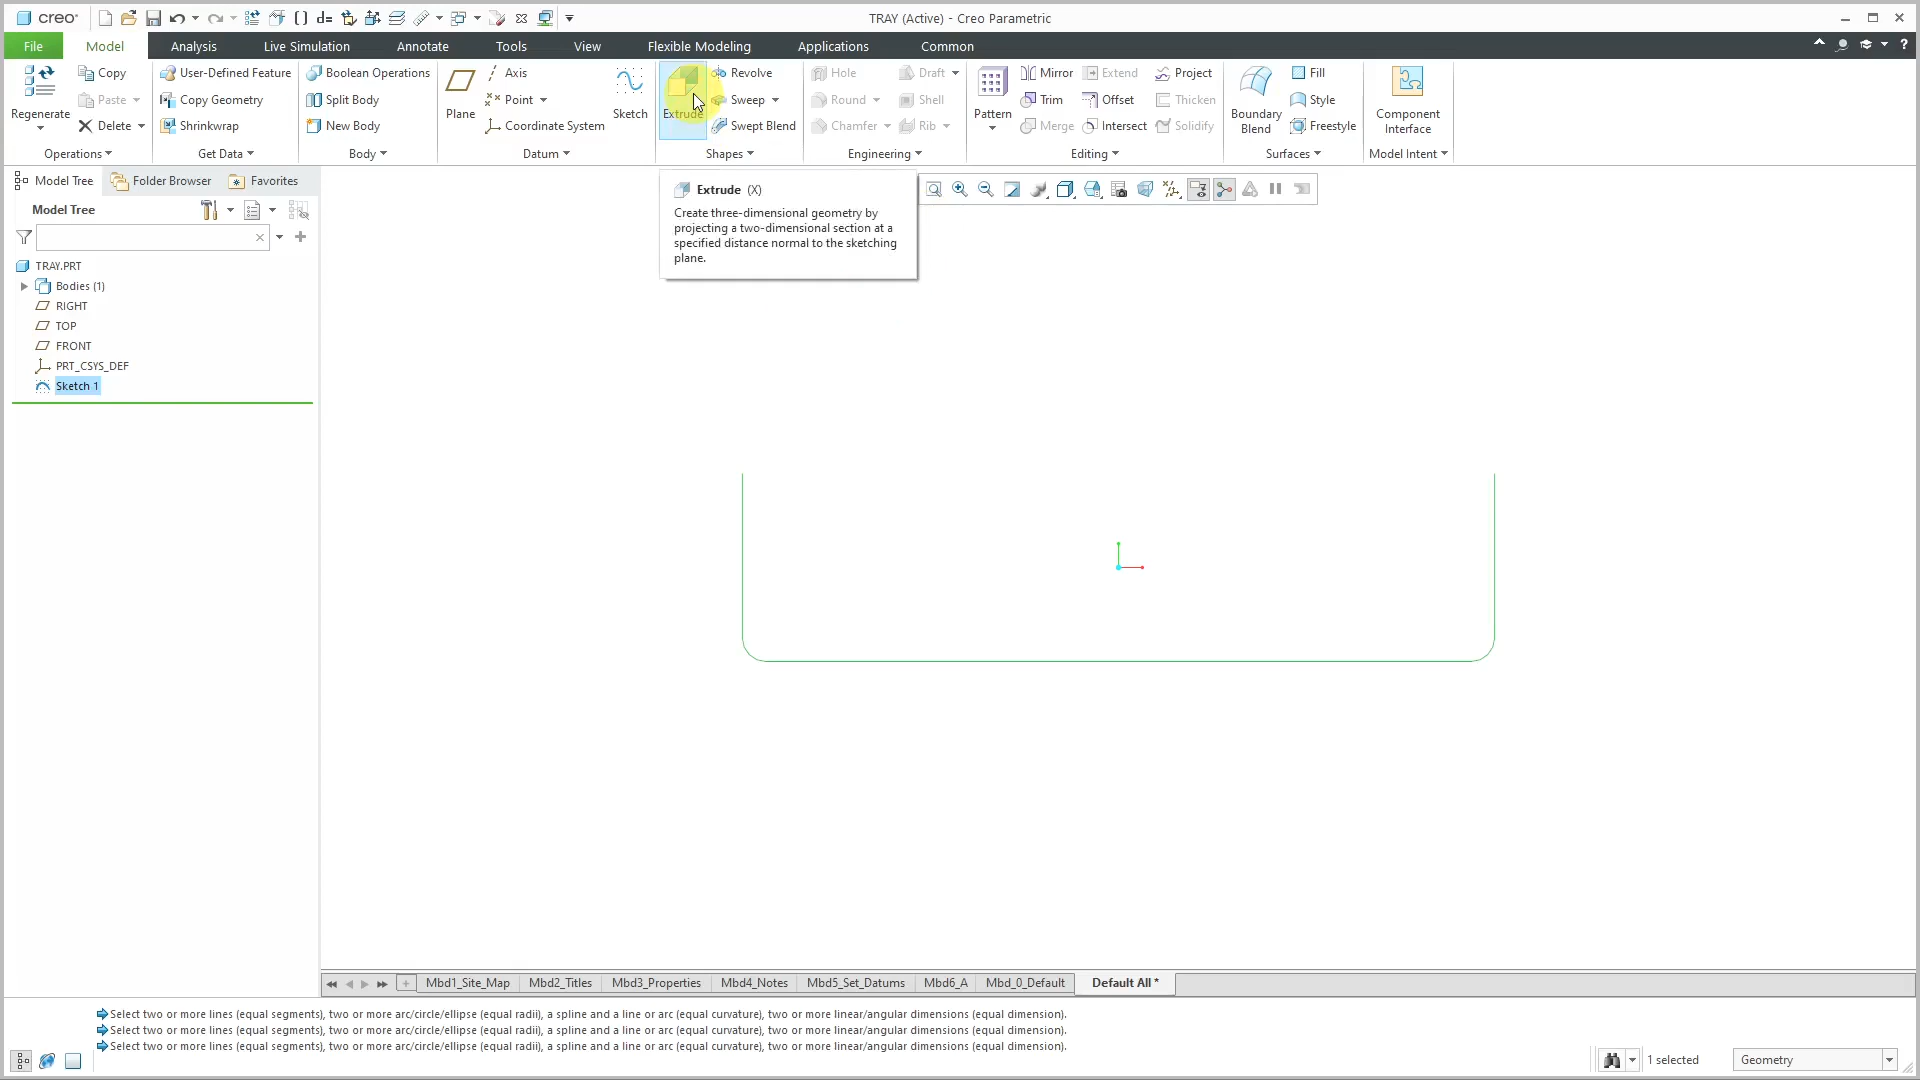 creo·
TRAY (Active) - Creo Parametric
File Model Analysis Live Simulation Annotate Tools View Flexible Modeling Applications Common
Regenerate
Copy
Paste
Delete
Operations
User-Defined Feature
Copy Geometry
Shrinkwrap
Get Data
Boolean Operations
Split Body
New Body
Body
Plane
Axis
Point
Coordinate System
Sketch
Datum
Extrude
Revolve
Sweep
Swept Blend
Shapes
Hole
Round
Chamfer
Draft
Shell
Rib
Engineering
Pattern
Mirror
Trim
Merge
Extend
Offset
Intersect
Project
Thicken
Solidify
Editing
Boundary
Blend
Fill
Style
Freestyle
Surfaces
Component
Interface
Model Intent
Model Tree Folder Browser Favorites
Model Tree
TRAY.PRT
Bodies (1)
RIGHT
TOP
FRONT
PRT_CSYS_DEF
Sketch 1
Extrude (X)
Create three-dimensional geometry by
projecting a two-dimensional section at a
specified distance normal to the sketching
plane.
Mbd1_Site_Map Mbd2_Titles Mbd3_Properties Mbd4_Notes Mbd5_Set_Datums Mbd6_A Mbd_0_Default Default All *
Select two or more lines (equal segments), two or more arc/circle/ellipse (equal radii), a spline and a line or arc (equal curvature), two or more linear/angular dimensions (equal dimension).
Select two or more lines (equal segments), two or more arc/circle/ellipse (equal radii), a spline and a line or arc (equal curvature), two or more linear/angular dimensions (equal dimension).
Select two or more lines (equal segments), two or more arc/circle/ellipse (equal radii), a spline and a line or arc (equal curvature), two or more linear/angular dimensions (equal dimension).
1 selected
Geometry